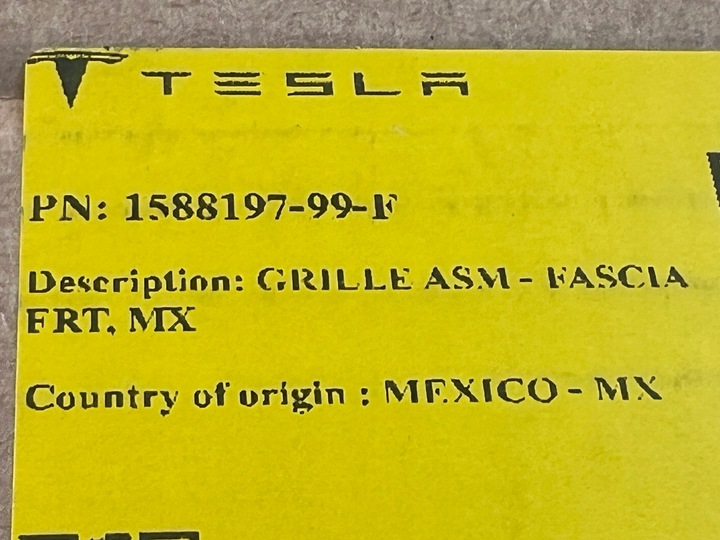 TESLA
PN: 1588197-99-F
Description: GRILLE ASM - FASCIA
FRT, MX
Country of origin : MEXICO - MX